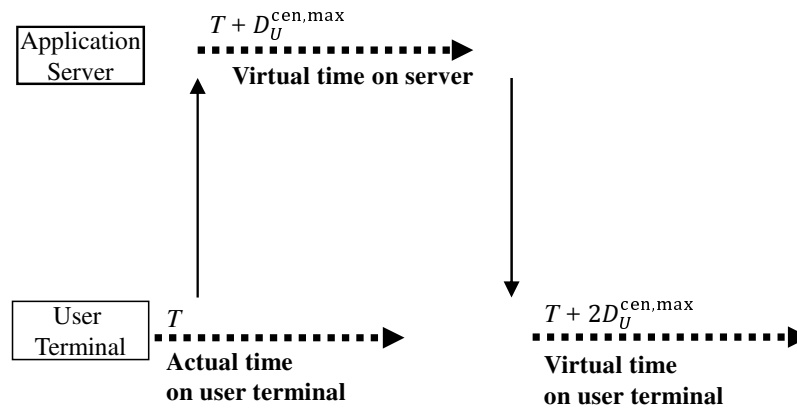 Application
Server
T + D_U^{cen,max}
Virtual time on server
User
Terminal
T
Actual time
on user terminal
T + 2D_U^{cen,max}
Virtual time
on user terminal